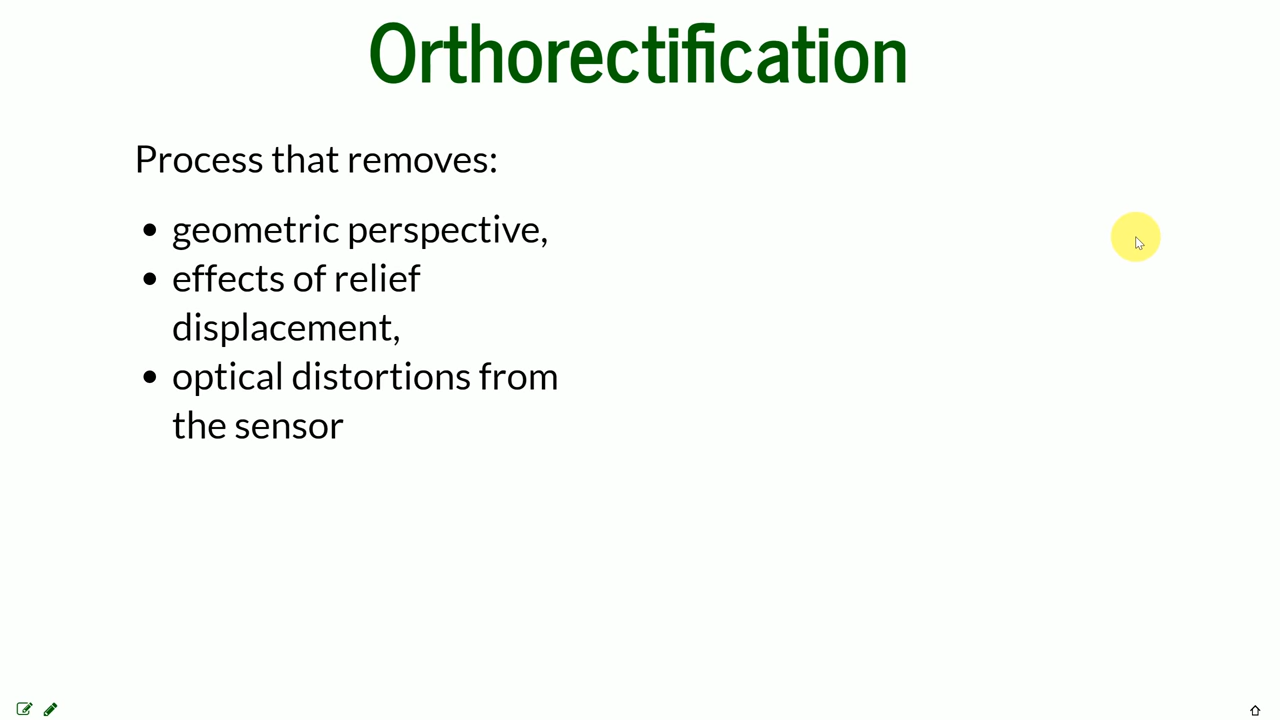 Orthorectification
Process that removes:
• geometric perspective,
• effects of relief
displacement,
• optical distortions from
the sensor